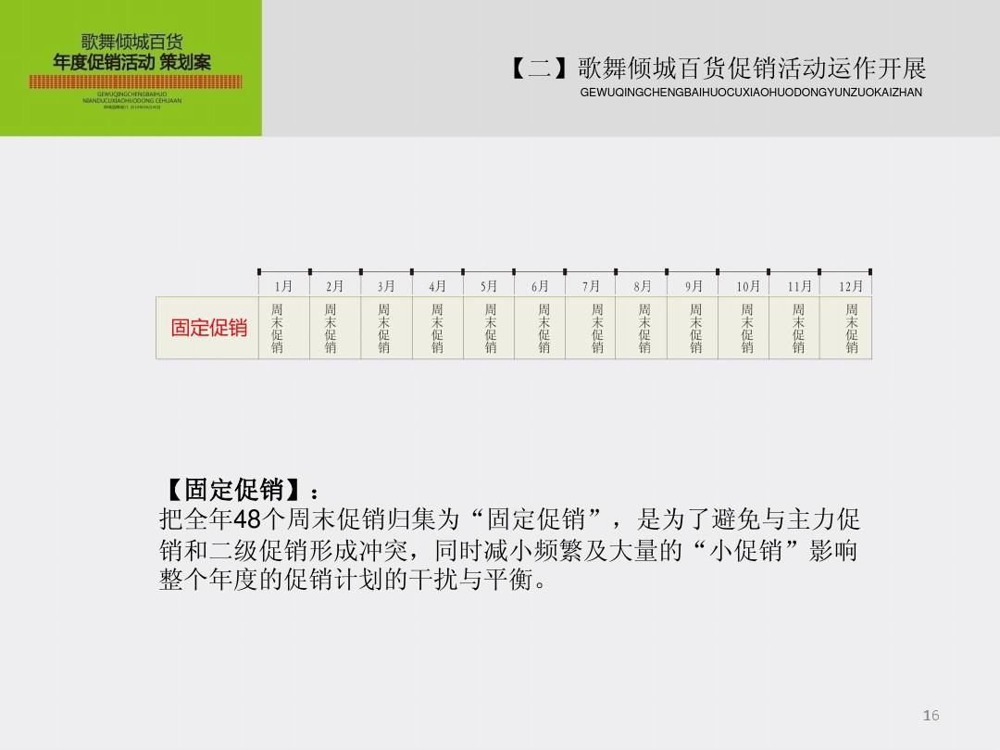 歌舞倾城百货
年度促销活动 策划案
GEWUQINGCHENGBAIHUO
NIANDUCUXIAOHUODONG CEHUAAN
【二】歌舞倾城百货促销活动运作开展
GEWUQINGCHENGBAIHUOCUXIAOHUODONGYUNZUOKAIZHAN
1月 2月 3月 4月 5月 6月 7月 8月 9月 10月 11月 12月
固定促销 周末促销 周末促销 周末促销 周末促销 周末促销 周末促销 周末促销 周末促销 周末促销 周末促销 周末促销 周末促销
【固定促销】：
把全年48个周末促销归集为“固定促销”，是为了避免与主力促
销和二级促销形成冲突，同时减小频繁及大量的“小促销”影响
整个年度的促销计划的干扰与平衡。
16